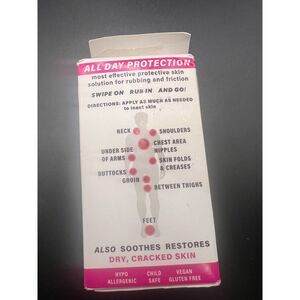 ALL DAY PROTECTION
most effective protective skin
solution for rubbing and friction
SWIPE ON RUB IN AND GO!
DIRECTIONS: APPLY AS MUCH AS NEEDED
to inact skin
NECK
SHOULDERS
CHEST AREA
NIPPLES
UNDER SIDE
OF ARMS
SKIN FOLDS
& CREASES
BUTTOCKS
GROIN
BETWEEN THIGHS
FEET
ALSO SOOTHES RESTORES
DRY, CRACKED SKIN
HYPO
ALLERGENIC
CHILD
SAFE
VEGAN
GLUTEN FREE